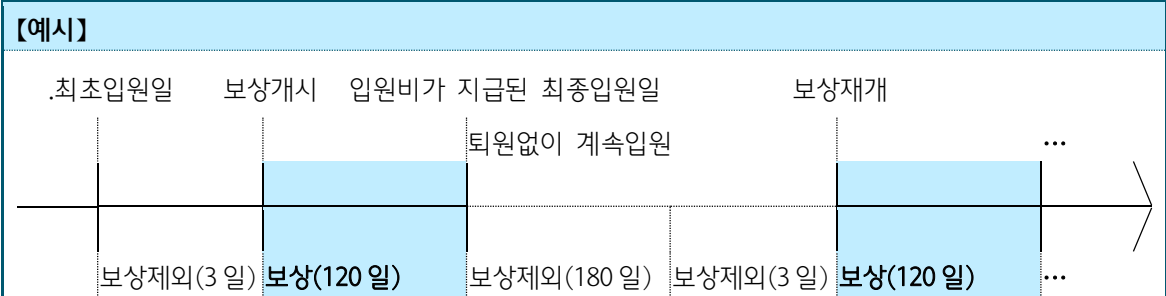 【예시】
.최초입원일 보상개시 입원비가 지급된 최종입원일 보상재개
퇴원없이 계속입원 …
보상제외(3 일) 보상(120 일) 보상제외(180 일) 보상제외(3 일) 보상(120 일) …